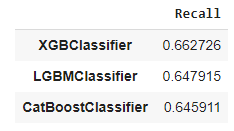 Recall
XGBClassifier 0.662726
LGBMClassifier 0.647915
CatBoostClassifier 0.645911